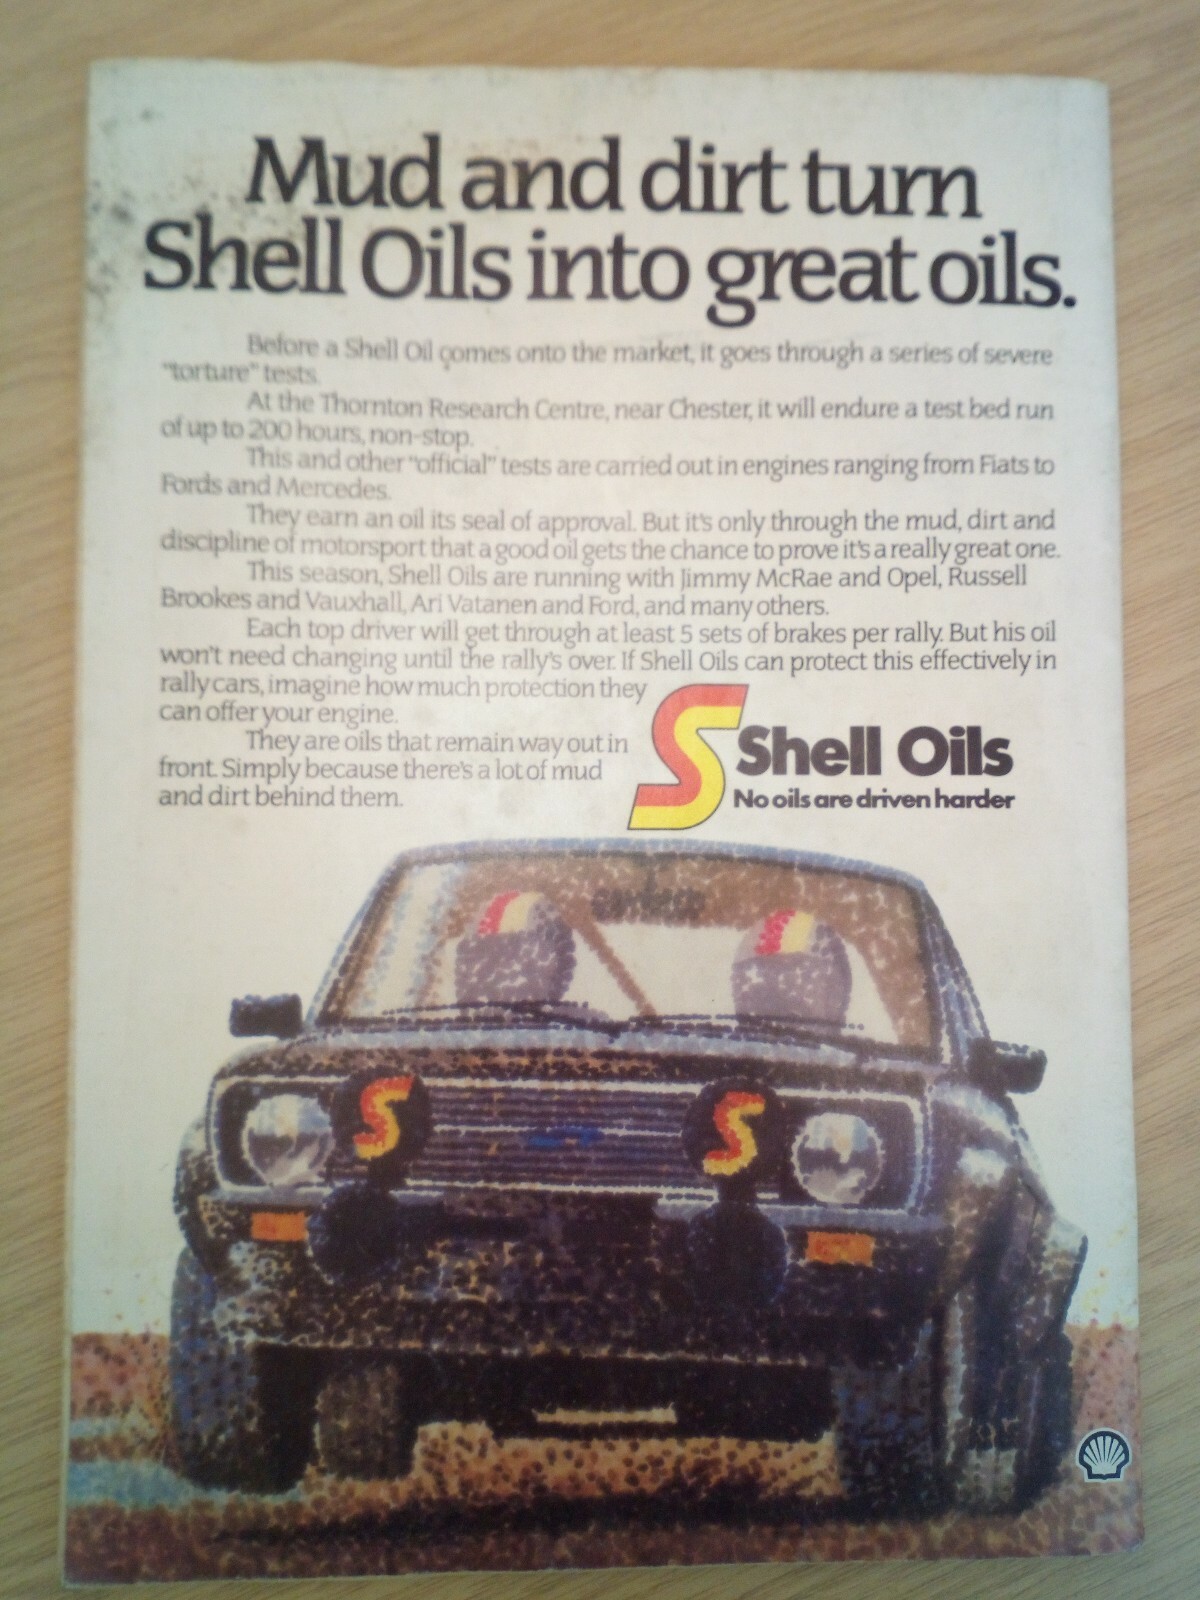 Mud and dirt turn
Shell Oils into great oils.
Before a Shell Oil comes onto the market, it goes through a series of severe
"torture" tests.
At the Thornton Research Centre, near Chester, it will endure a test bed run
of up to 200 hours, non-stop.
This and other "official" tests are carried out in engines ranging from Fiats to
Fords and Mercedes.
They earn an oil its seal of approval. But it's only through the mud, dirt and
discipline of motorsport that a good oil gets the chance to prove it's a really great one.
This season, Shell Oils are running with Jimmy McRae and Opel, Russell
Brookes and Vauxhall, Ari Vatanen and Ford, and many others.
Each top driver will get through at least 5 sets of brakes per rally. But his oil
won't need changing until the rally's over. If Shell Oils can protect this effectively in
rally cars, imagine how much protection they
can offer your engine.
They are oils that remain way out in
front. Simply because there's a lot of mud
and dirt behind them.
S Shell Oils
No oils are driven harder
S S